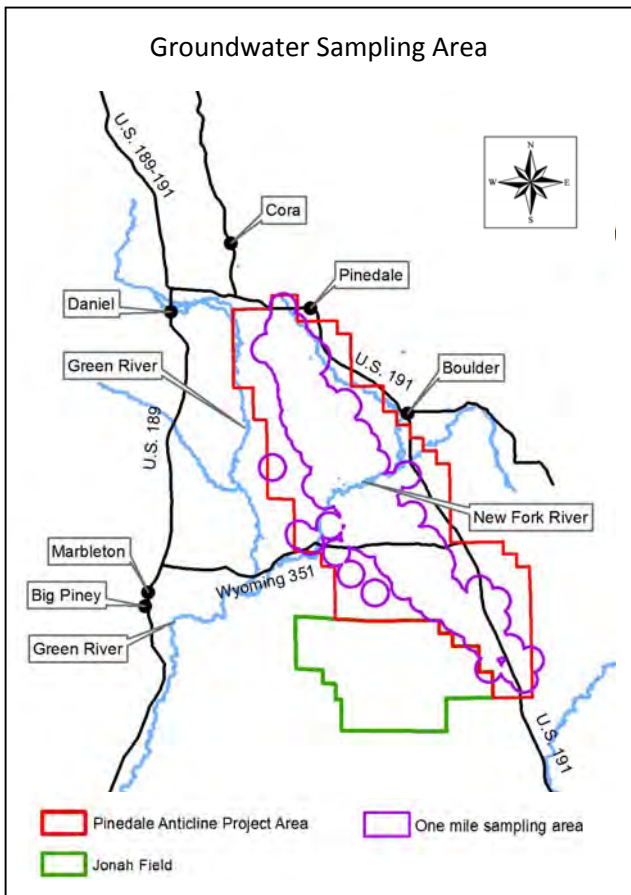 Groundwater Sampling Area
U.S. 189-191
N
W
E
S
Cora
Pinedale
Daniel
U.S. 191
Green River
Boulder
U.S. 189
New Fork River
Marbleton
Wyoming 351
Big Piney
Green River
U.S. 191
Pinedale Anticline Project Area
One mile sampling area
Jonah Field